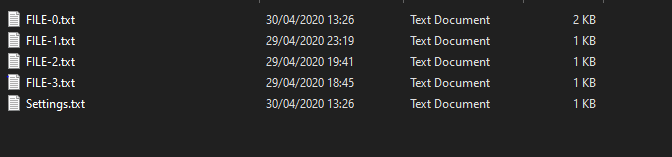 FILE-0.txt 30/04/2020 13:26 Text Document 2 KB
FILE-1.txt 29/04/2020 23:19 Text Document 1 KB
FILE-2.txt 29/04/2020 19:41 Text Document 1 KB
FILE-3.txt 29/04/2020 18:45 Text Document 1 KB
Settings.txt 30/04/2020 13:26 Text Document 1 KB